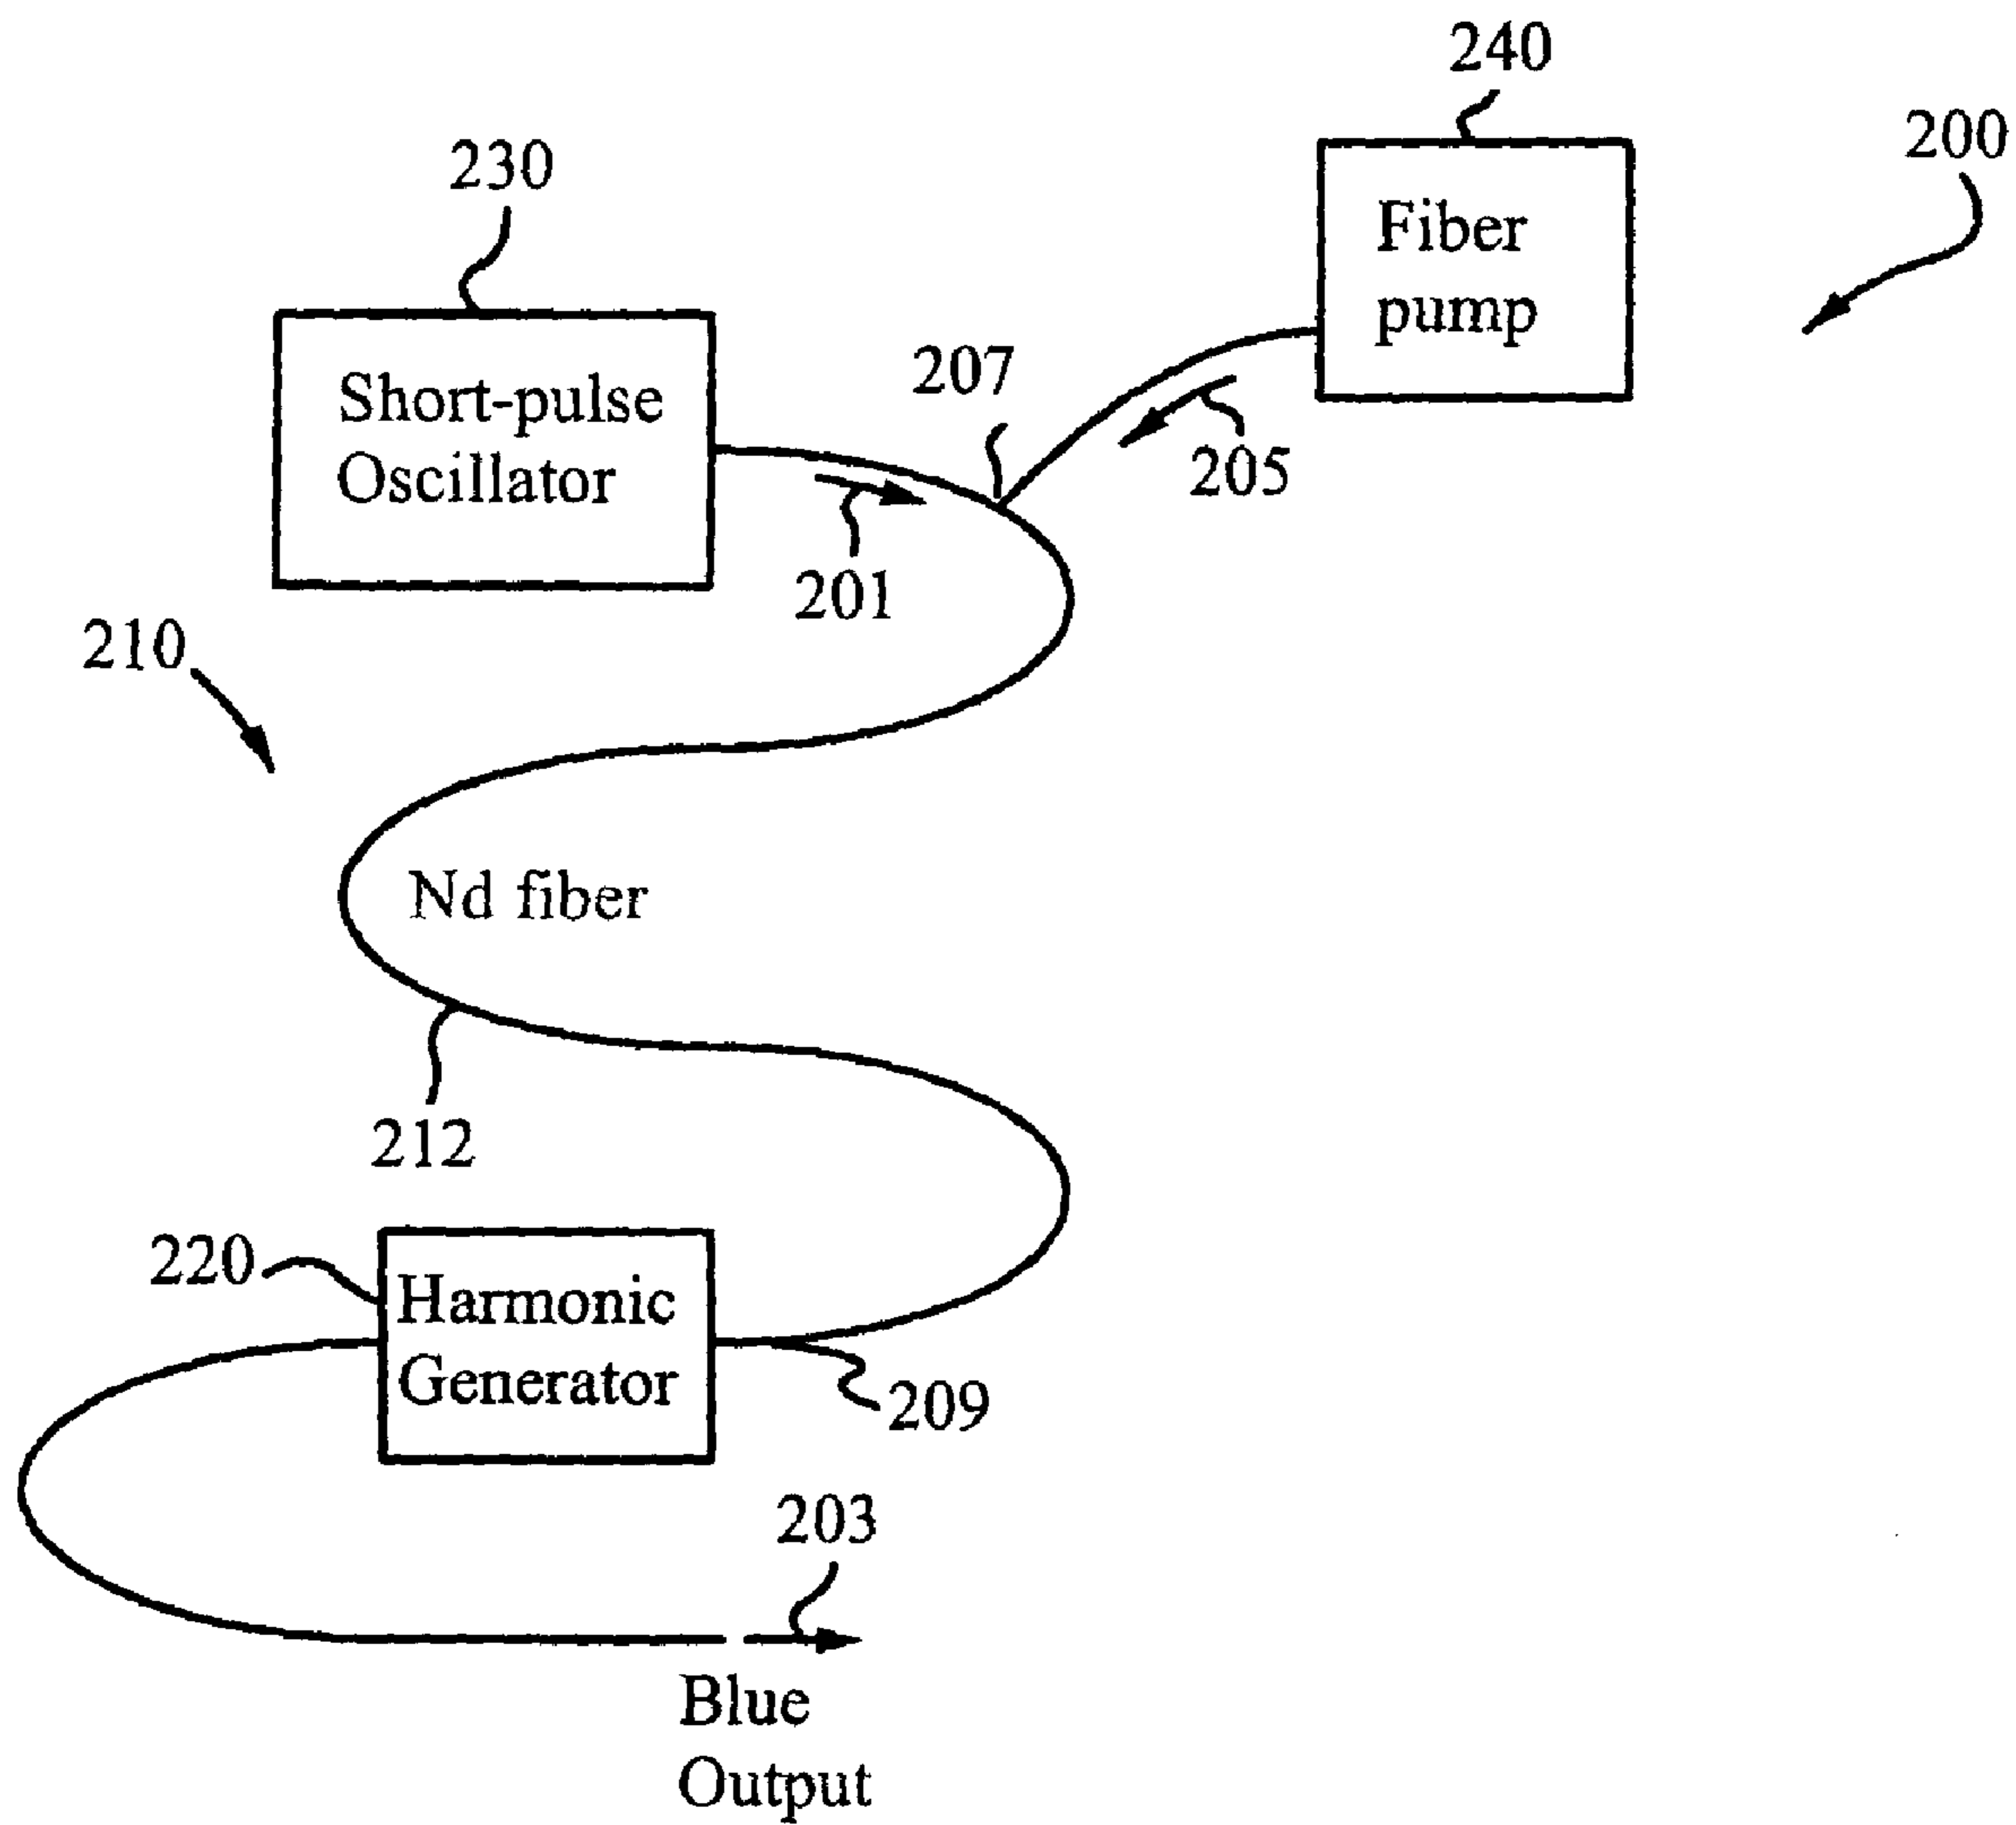 240
200
230
Fiber
pump
207
Short-pulse
Oscillator
205
201
210
Nd fiber
212
220
Harmonic
Generator
209
203
Blue
Output